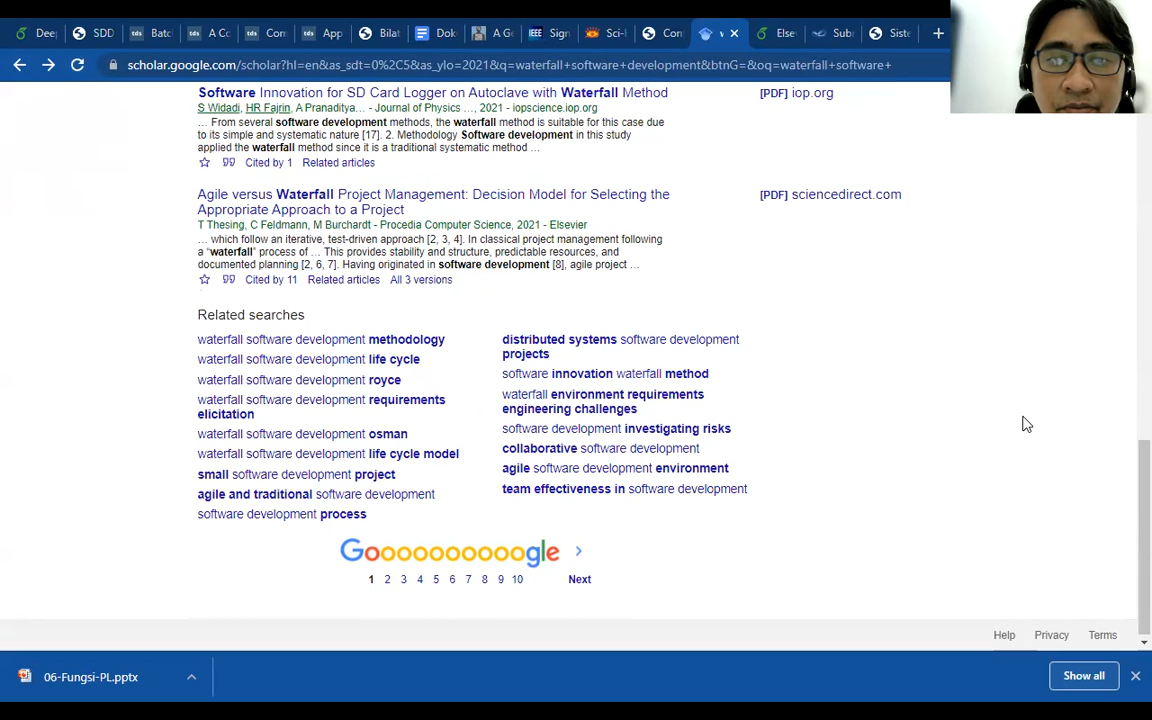 Deep
SDD
tds Batc
tds A Co
tds Com
tds App
Bilat
Dok
A Ge
IEEE Sign
Sci-
Con
w
Else
Sub
Siste
scholar.google.com/scholar?hl=en&as_sdt=0%2C5&as_ylo=2021&q=waterfall+software+development&btnG=&oq=waterfall+software+
Software Innovation for SD Card Logger on Autoclave with Waterfall Method
[PDF] iop.org
S Widadi, HR Fajrin, A Pranaditya… - Journal of Physics …, 2021 - iopscience.iop.org
… From several software development methods, the waterfall method is suitable for this case due
to its simple and systematic nature [17]. 2. Methodology Software development in this study
applied the waterfall method since it is a traditional systematic method …
Cited by 1 Related articles
Agile versus Waterfall Project Management: Decision Model for Selecting the
Appropriate Approach to a Project
[PDF] sciencedirect.com
T Thesing, C Feldmann, M Burchardt - Procedia Computer Science, 2021 - Elsevier
… which follow an iterative, test-driven approach [2, 3, 4]. In classical project management following
a “waterfall” process of … This provides stability and structure, predictable resources, and
documented planning [2, 6, 7]. Having originated in software development [8], agile project …
Cited by 11 Related articles All 3 versions
Related searches
waterfall software development methodology
waterfall software development life cycle
waterfall software development royce
waterfall software development requirements
elicitation
waterfall software development osman
waterfall software development life cycle model
small software development project
agile and traditional software development
software development process
distributed systems software development
projects
software innovation waterfall method
waterfall environment requirements
engineering challenges
software development investigating risks
collaborative software development
agile software development environment
team effectiveness in software development
Goooooooooogle
1 2 3 4 5 6 7 8 9 10 Next
Help Privacy Terms
06-Fungsi-PL.pptx
Show all